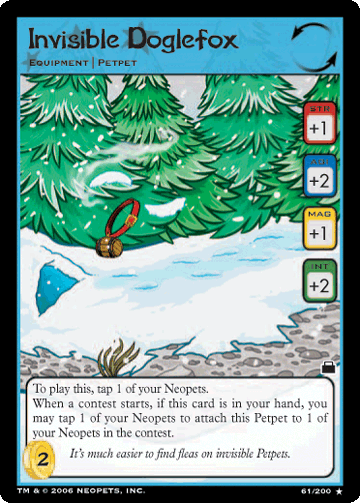 Invisible Doglefox
EQUIPMENT | PETPET
STR
+1
AGI
+2
MAG
+1
INT
+2
To play this, tap 1 of your Neopets.
When a contest starts, if this card is in your hand, you
may tap 1 of your Neopets to attach this Petpet to 1 of
your Neopets in the contest.
It's much easier to find fleas on invisible Petpets.
2
TM & © 2006 NEOPETS, INC.
61/200 ★